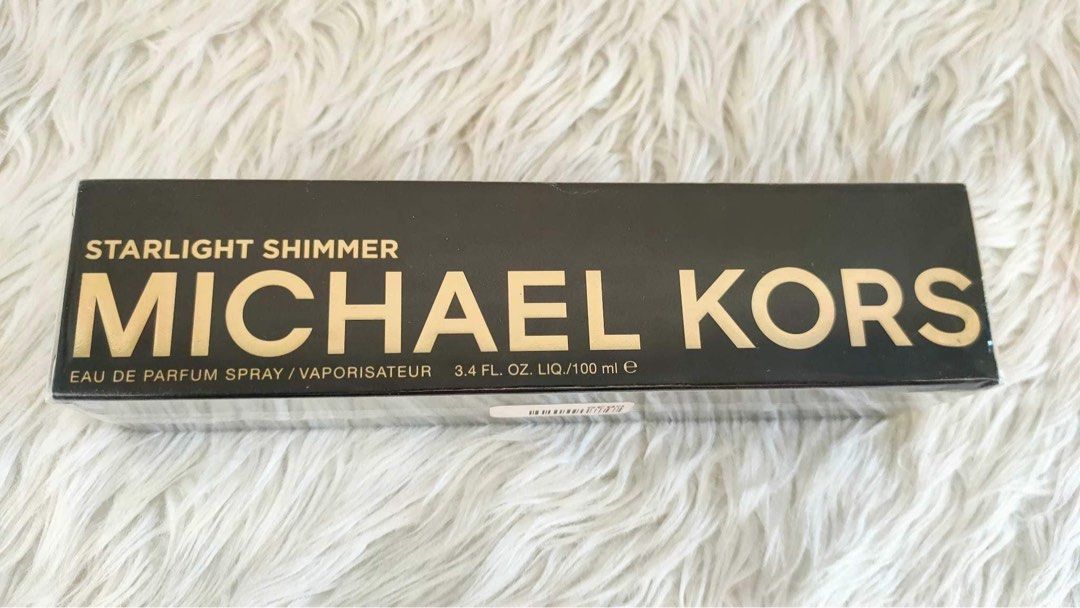 STARLIGHT SHIMMER
MICHAEL KORS
EAU DE PARFUM SPRAY / VAPORISATEUR 3.4 FL. OZ. LIQ./100 ml ℮